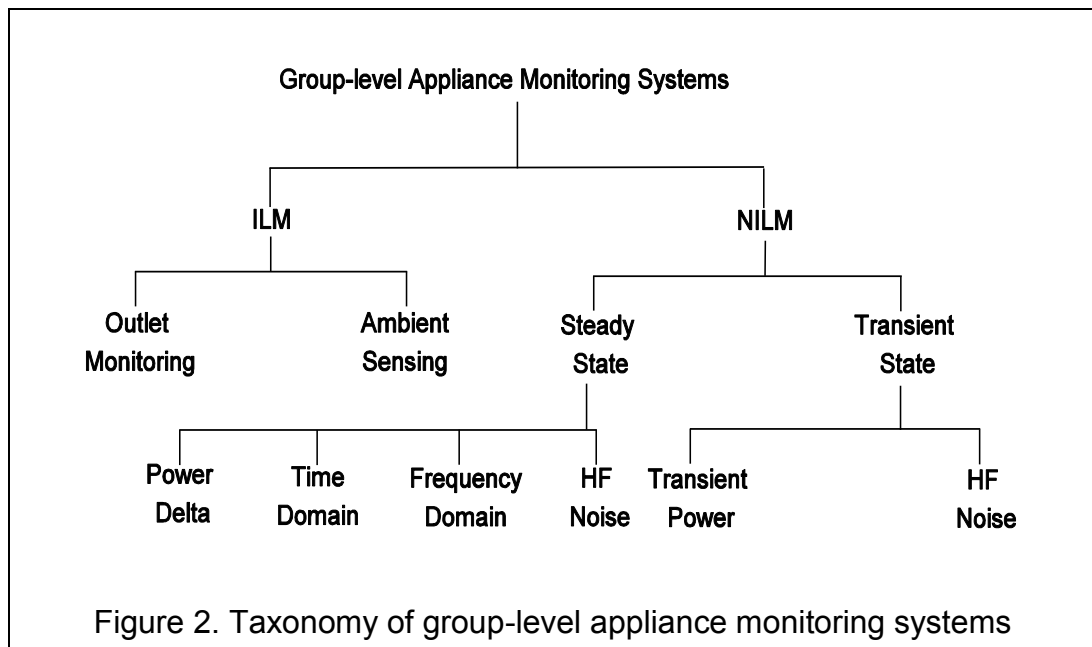 Group-level Appliance Monitoring Systems
ILM
NILM
Outlet
Monitoring
Ambient
Sensing
Steady
State
Transient
State
Power
Delta
Time
Domain
Frequency
Domain
HF
Noise
Transient
Power
HF
Noise
Figure 2. Taxonomy of group-level appliance monitoring systems